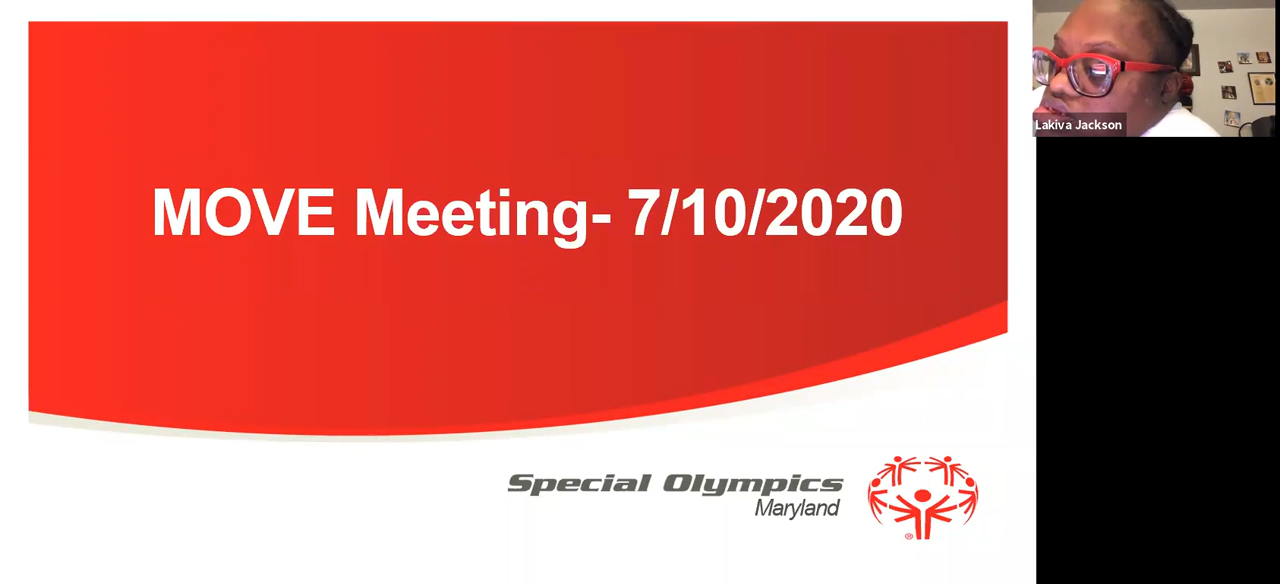 MOVE Meeting- 7/10/2020
Special Olympics
Maryland
®
Lakiva Jackson